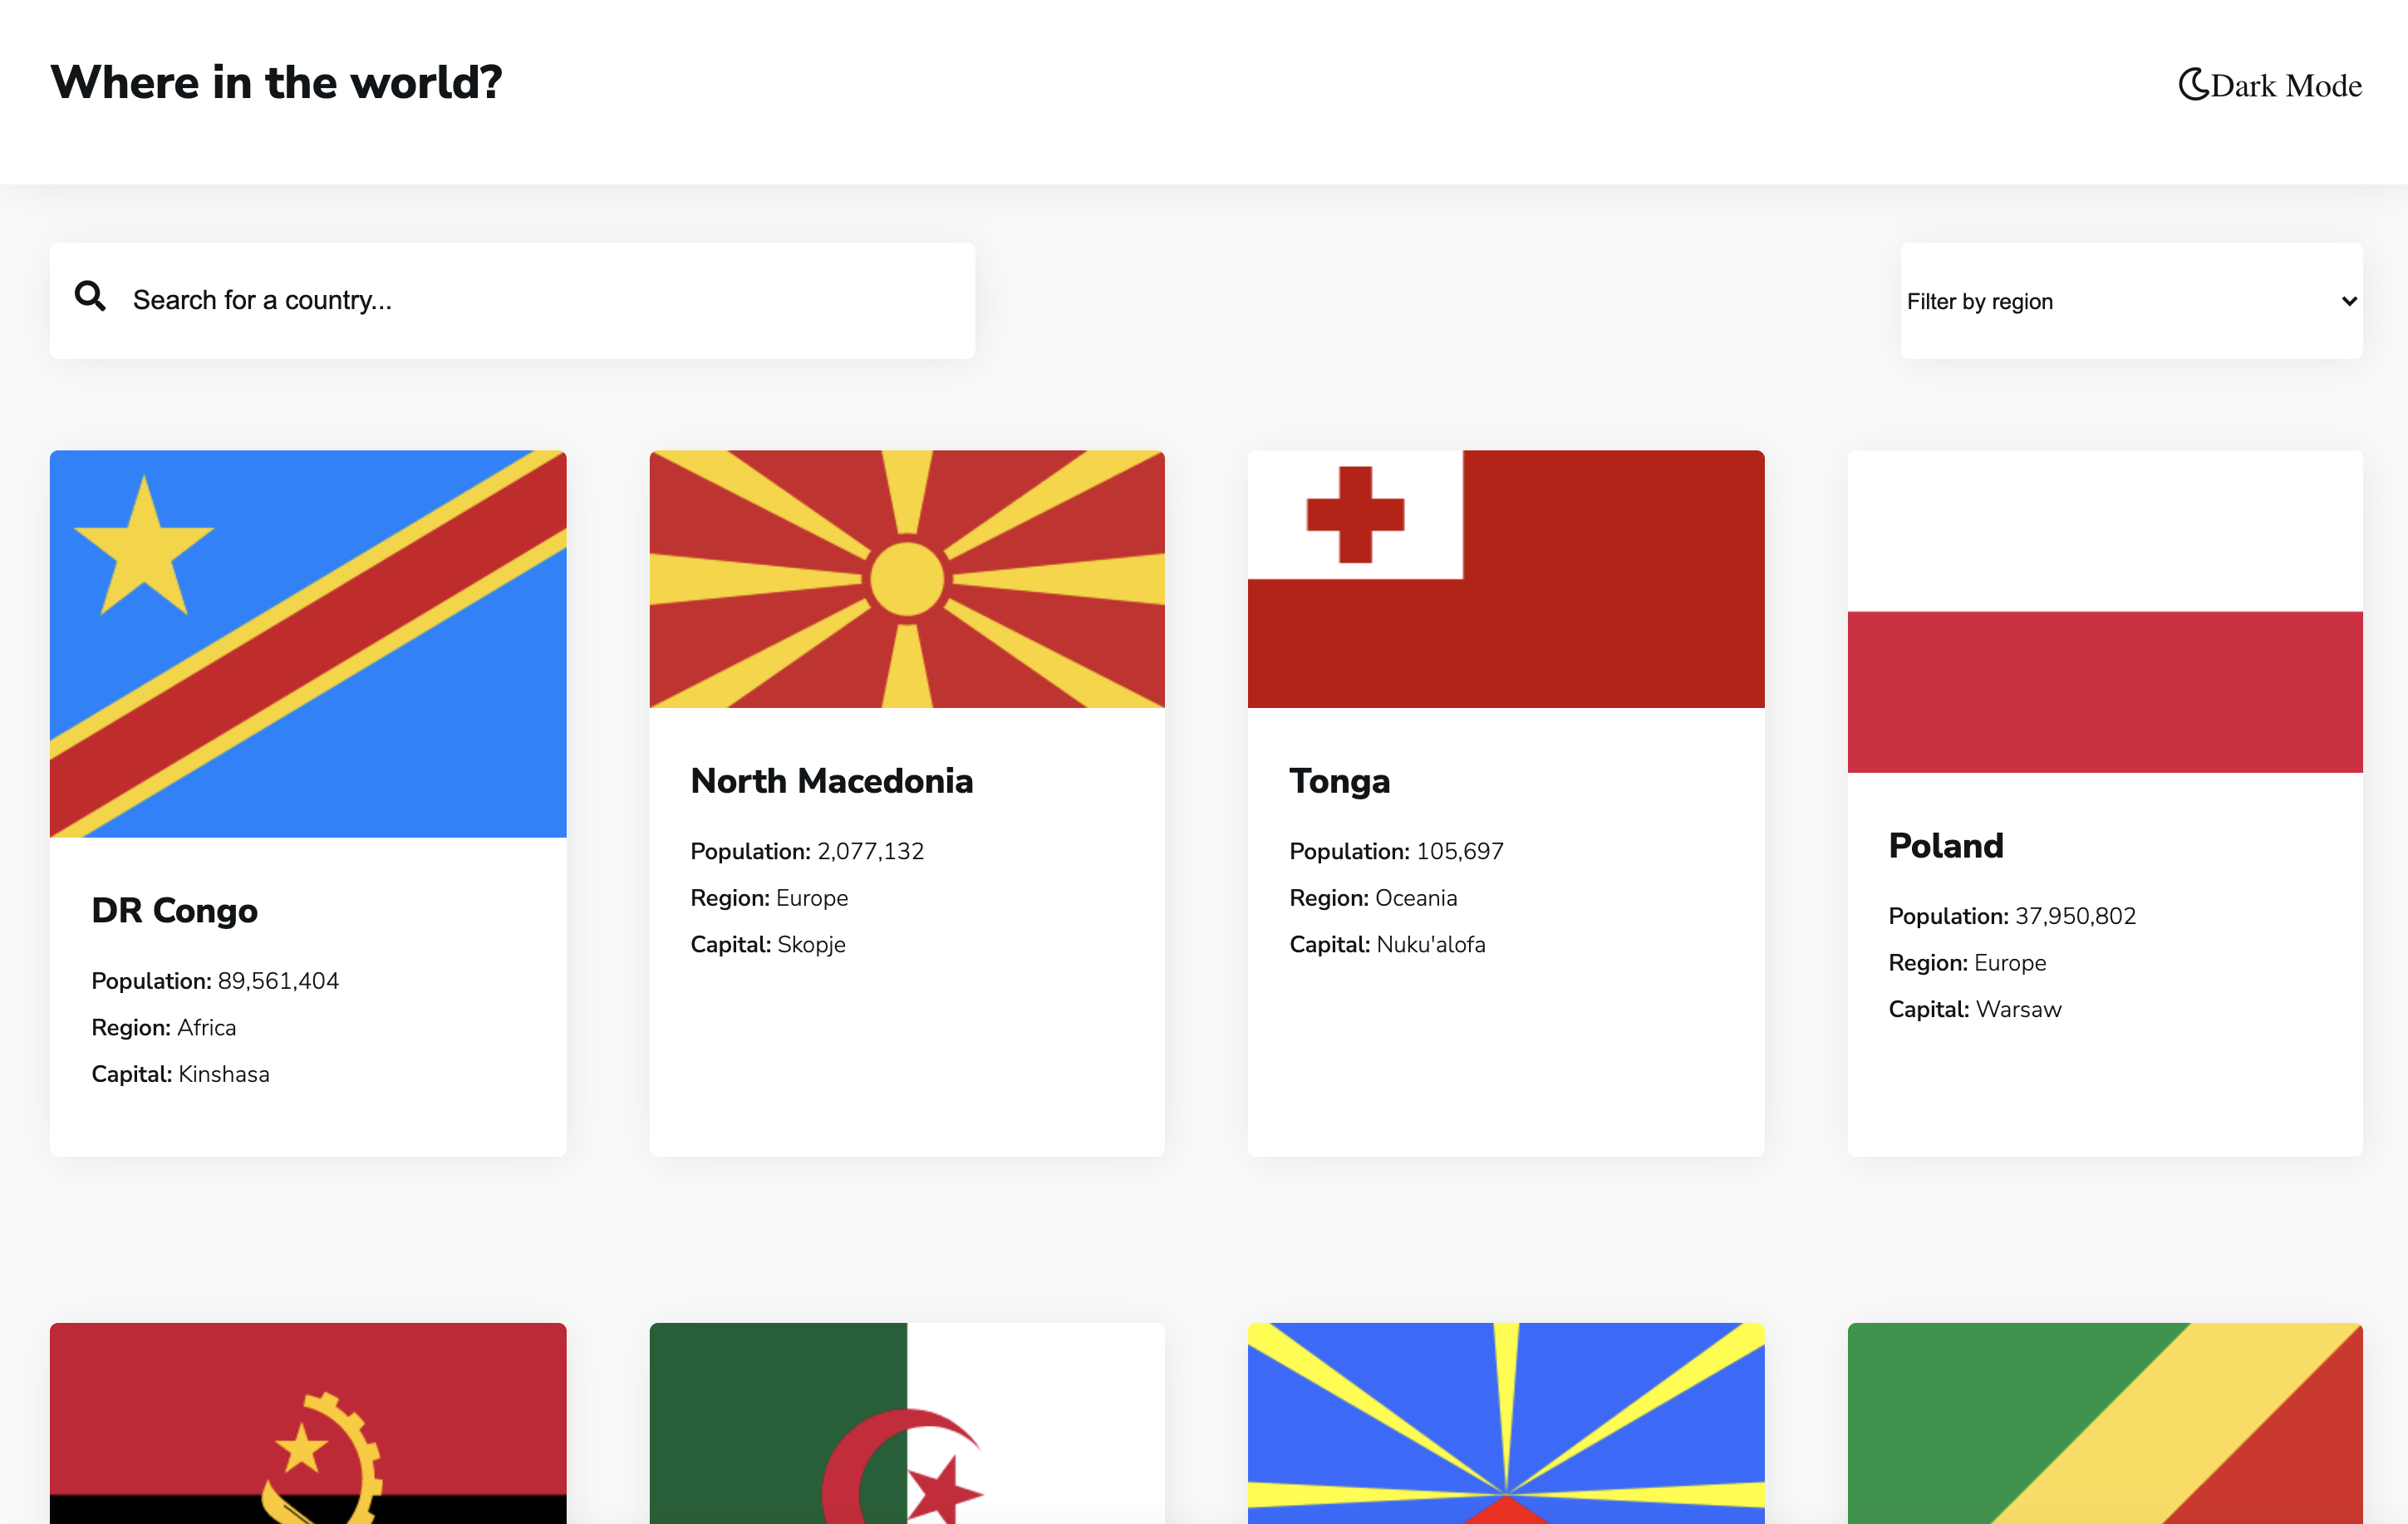 Where in the world?
Dark Mode
Search for a country...
Filter by region
DR Congo
Population: 89,561,404
Region: Africa
Capital: Kinshasa
North Macedonia
Population: 2,077,132
Region: Europe
Capital: Skopje
Tonga
Population: 105,697
Region: Oceania
Capital: Nuku'alofa
Poland
Population: 37,950,802
Region: Europe
Capital: Warsaw